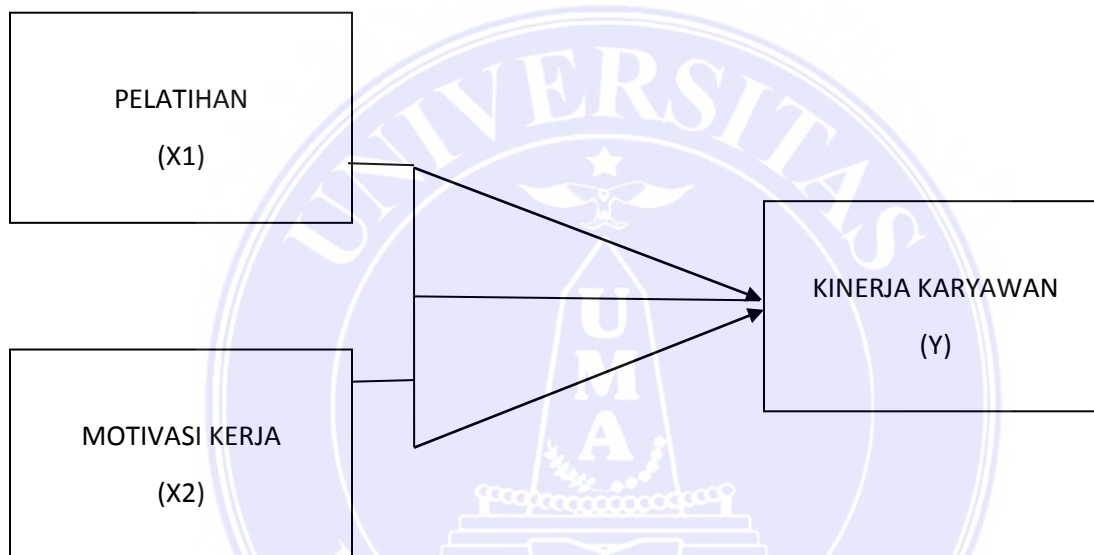 PELATIHAN
(X1)
MOTIVASI KERJA
(X2)
KINERJA KARYAWAN
(Y)
UNIVERSITAS
U
M
A